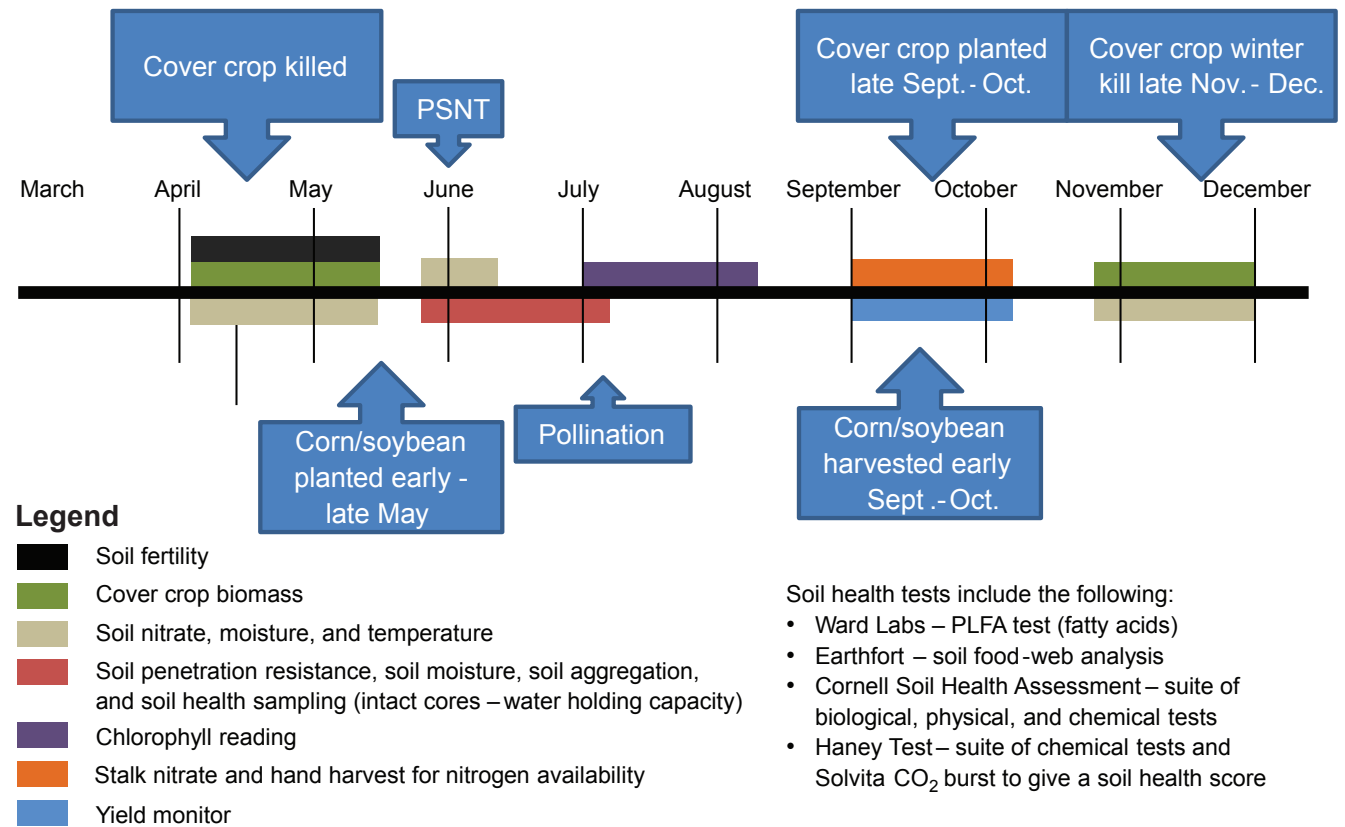 Cover crop killed
PSNT
Cover crop planted
late Sept.- Oct.
Cover crop winter
kill late Nov.- Dec.
March
April
May
June
July
August
September
October
November
December
Corn/soybean
planted early -
late May
Pollination
Corn/soybean
harvested early
Sept .-Oct.
Legend
Soil fertility
Cover crop biomass
Soil nitrate, moisture, and temperature
Soil penetration resistance, soil moisture, soil aggregation,
and soil health sampling (intact cores – water holding capacity)
Chlorophyll reading
Stalk nitrate and hand harvest for nitrogen availability
Yield monitor
Soil health tests include the following:
• Ward Labs – PLFA test (fatty acids)
• Earthfort – soil food-web analysis
• Cornell Soil Health Assessment – suite of
biological, physical, and chemical tests
• Haney Test – suite of chemical tests and
Solvita CO₂ burst to give a soil health score